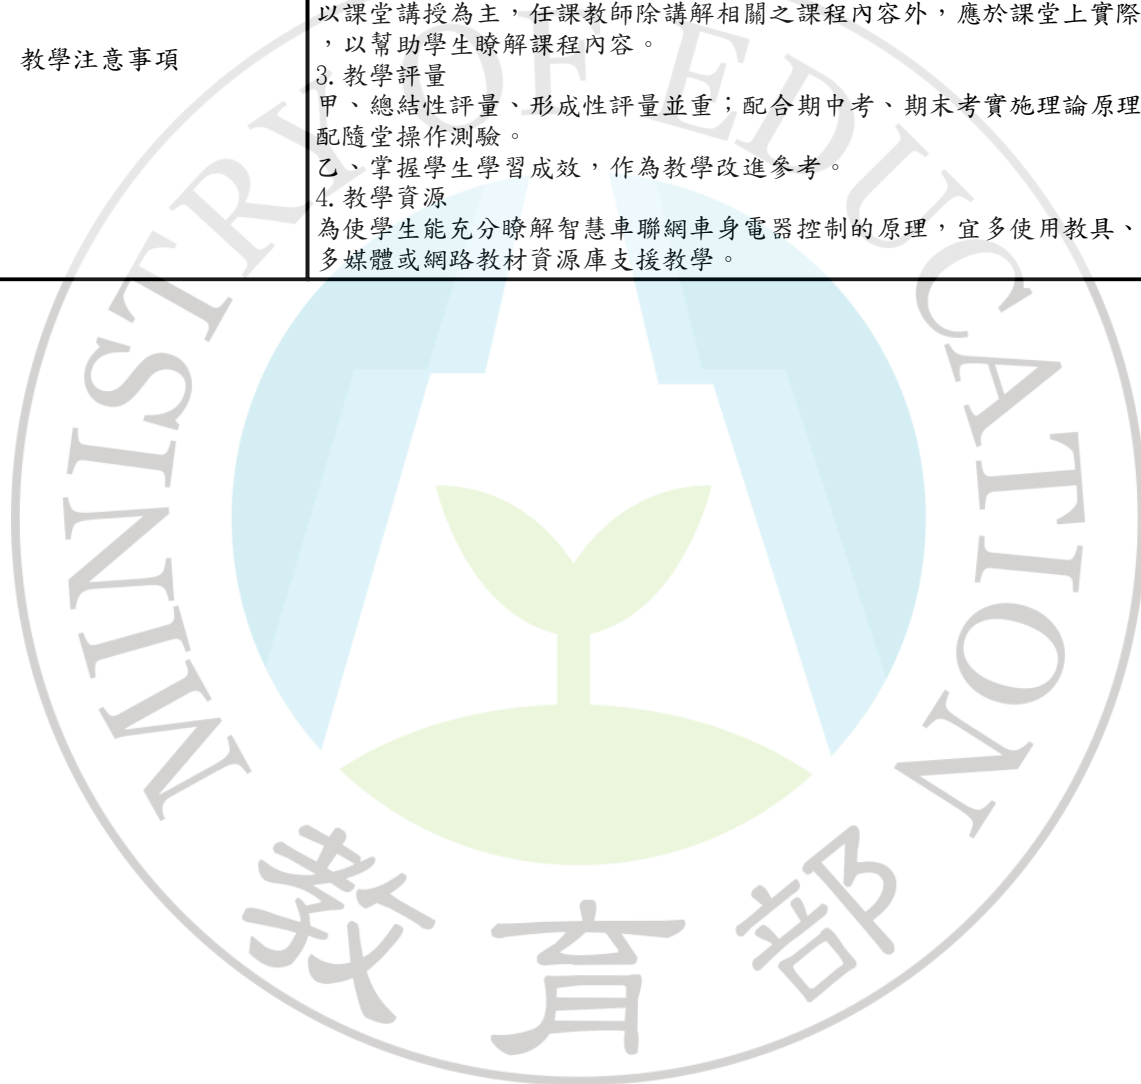 以課堂講授為主，任課教師除講解相關之課程內容外，應於課堂上實際
，以幫助學生瞭解課程內容。
教學注意事項
3.教學評量
甲、總結性評量、形成性評量並重；配合期中考、期末考實施理論原理
配隨堂操作測驗。
乙、掌握學生學習成效，作為教學改進參考。
4.教學資源
為使學生能充分瞭解智慧車聯網車身電器控制的原理，宜多使用教具、
多媒體或網路教材資源庫支援教學。
MINISTRY OF EDUCATION
教育部